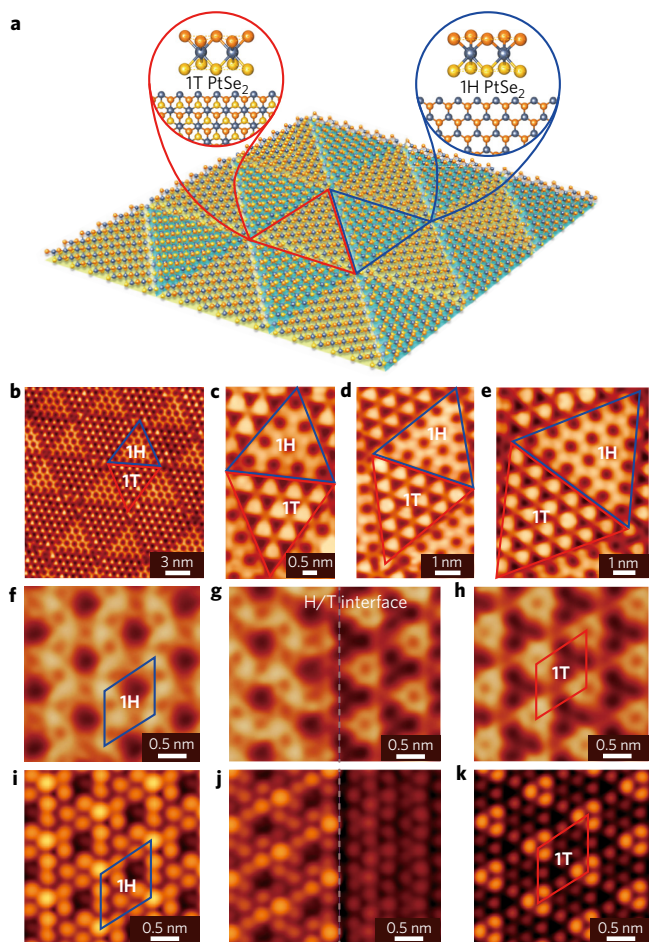 a
1T PtSe2
1H PtSe2
b
c
d
e
1H
1T
3 nm
1H
1T
0.5 nm
1H
1T
1 nm
1H
1T
1 nm
f
g
h
H/T interface
1H
0.5 nm
0.5 nm
1T
0.5 nm
i
j
k
1H
0.5 nm
0.5 nm
1T
0.5 nm